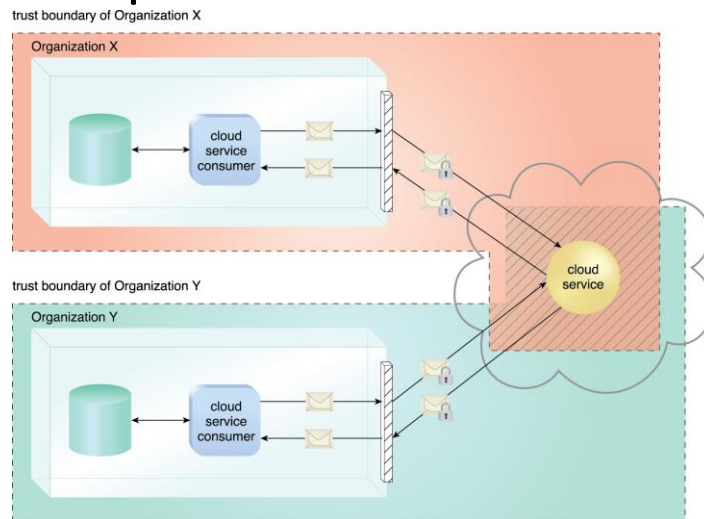 trust boundary of Organization X
Organization X
cloud
service
consumer
cloud
service
trust boundary of Organization Y
Organization Y
cloud
service
consumer